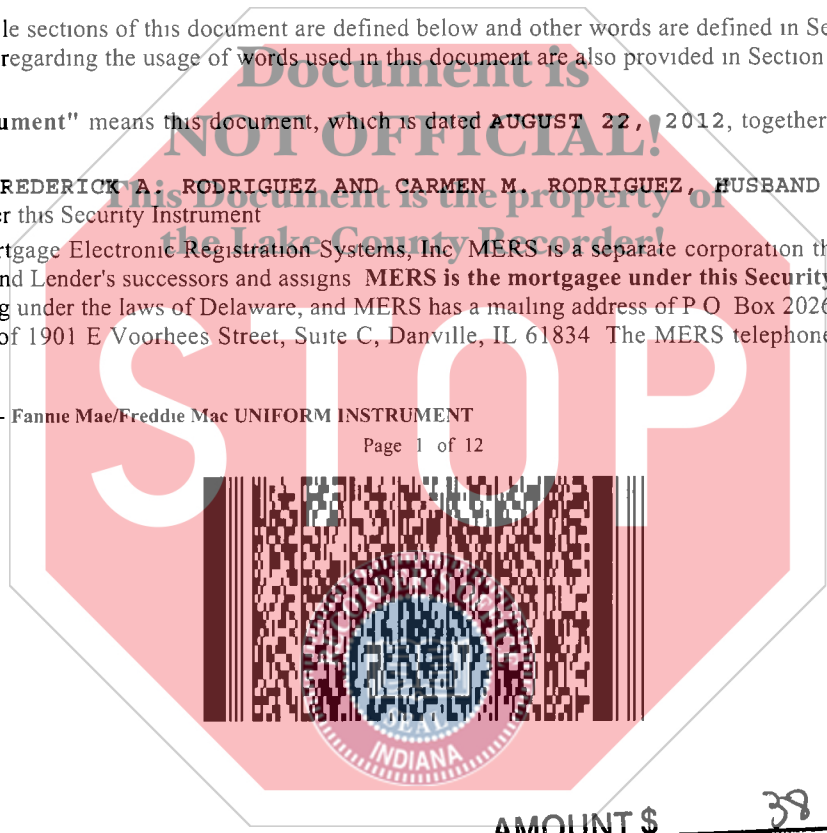 le sections of this document are defined below and other words are defined in Se
regarding the usage of words used in this document are also provided in Section
Document is
ument" means this document, which is dated AUGUST 22, 2012, together
NOT OFFICIAL!
REDERICK A. RODRIGUEZ AND CARMEN M. RODRIGUEZ, HUSBAND
This Document is the property of
r this Security Instrument
the Lake County Recorder!
rtgage Electronic Registration Systems, Inc MERS is a separate corporation th
nd Lender's successors and assigns MERS is the mortgagee under this Security
g under the laws of Delaware, and MERS has a mailing address of P O Box 2026
of 1901 E Voorhees Street, Suite C, Danville, IL 61834 The MERS telephone
STOP
- Fannie Mae/Freddie Mac UNIFORM INSTRUMENT
Page 1 of 12
RECORDER'S OFFICE
SEAL
INDIANA
AMOUNT $ 38